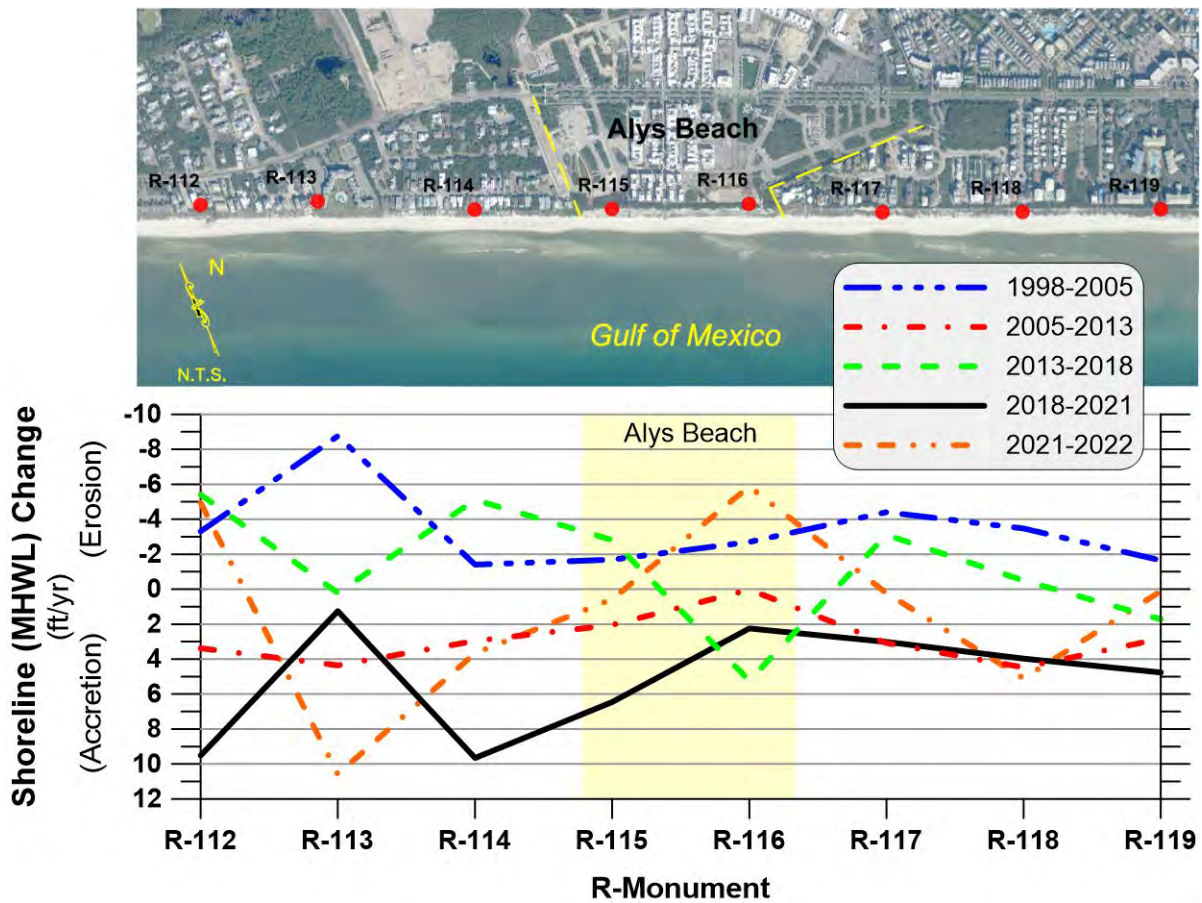 Alys Beach
R-112
R-113
R-114
R-115
R-116
R-117
R-118
R-119
N
N.T.S.
Gulf of Mexico
1998-2005
2005-2013
2013-2018
2018-2021
2021-2022
Shoreline (MHWL) Change
(ft/yr)
(Accretion) (Erosion)
-10
-8
-6
-4
-2
0
2
4
6
8
10
12
Alys Beach
R-112 R-113 R-114 R-115 R-116 R-117 R-118 R-119
R-Monument